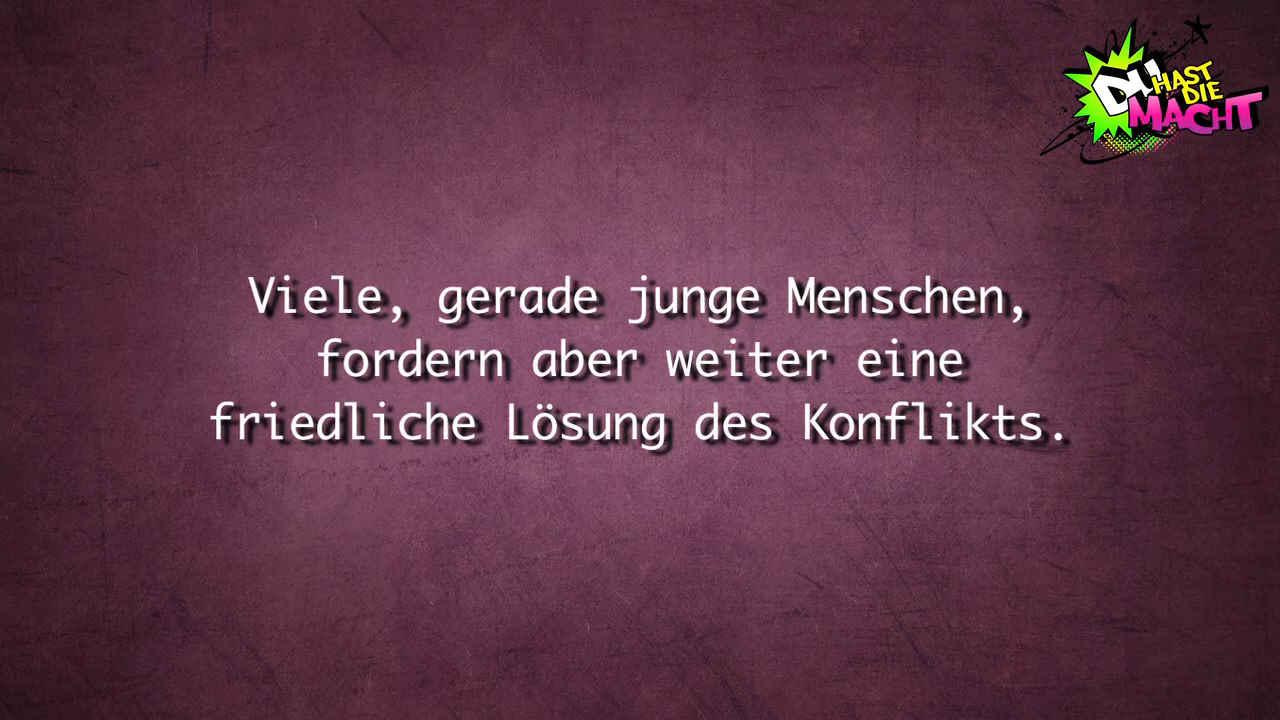 DU HAST
DIE
MACHT
Viele, gerade junge Menschen,
fordern aber weiter eine
friedliche Lösung des Konflikts.